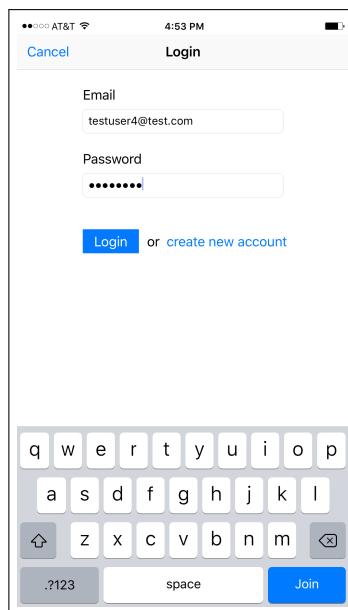 AT&T 4:53 PM
Cancel Login
Email
testuser4@test.com
Password
••••••••
Login or create new account
q w e r t y u i o p
a s d f g h j k l
z x c v b n m
.?123 space Join